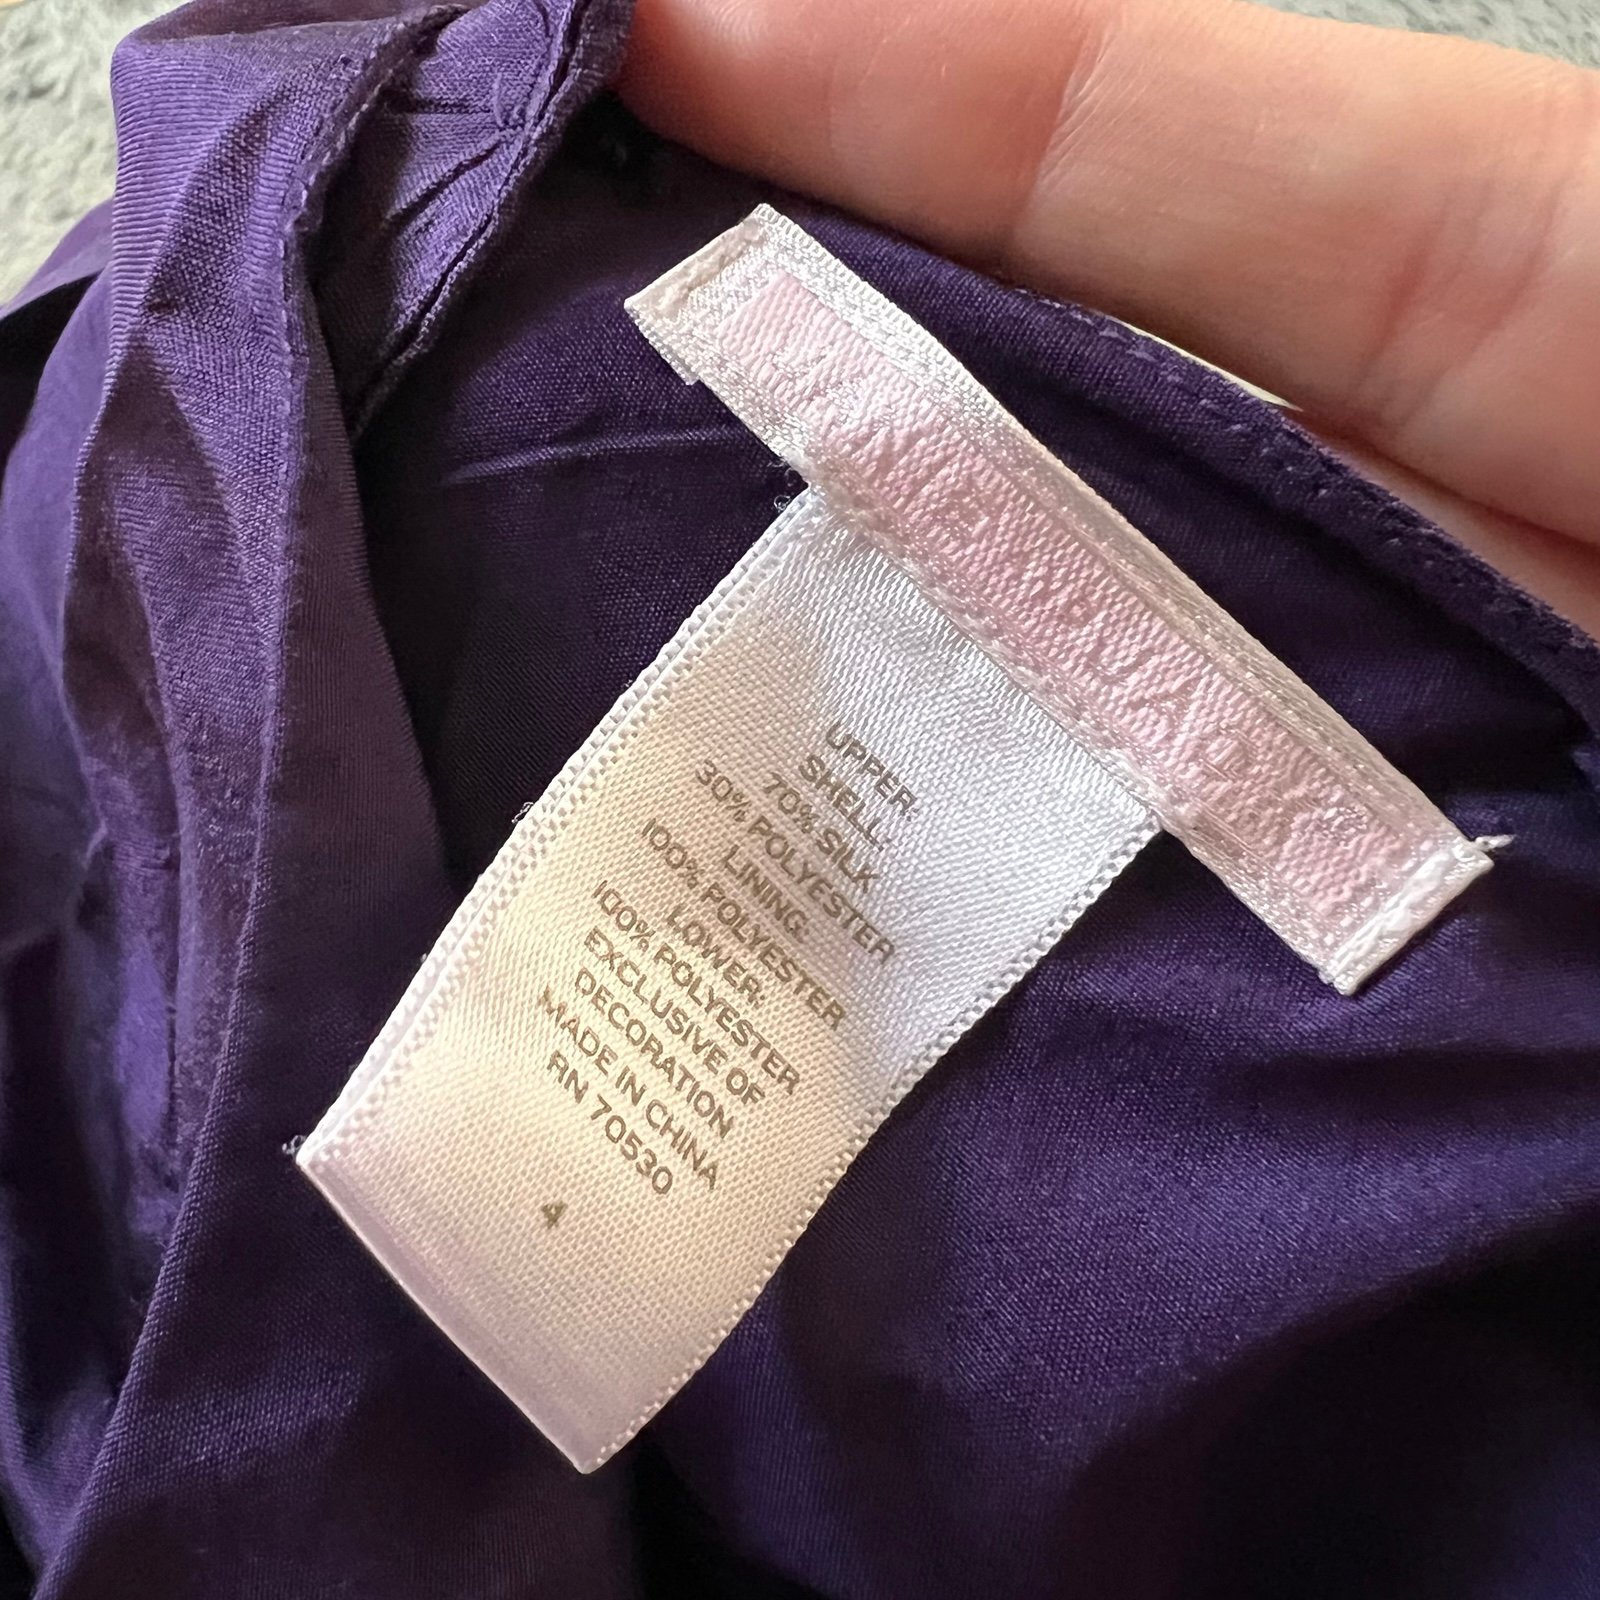 UPPER:
SHELL:
70% SILK
30% POLYESTER
LINING:
100% POLYESTER
LOWER:
100% POLYESTER
EXCLUSIVE OF
DECORATION
MADE IN CHINA
RN 70530
4